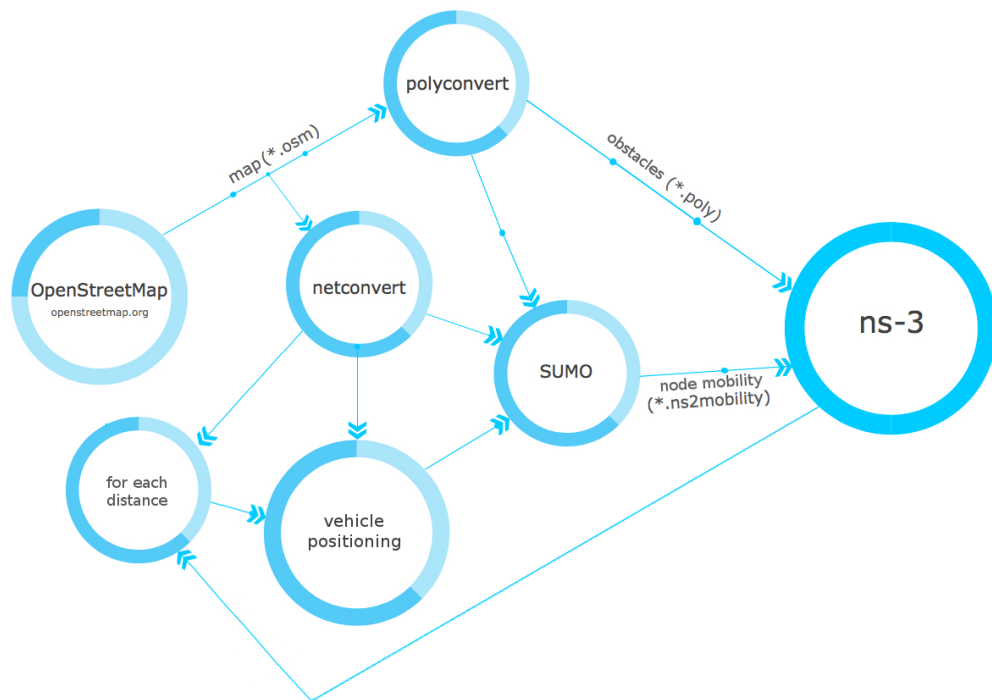 polyconvert
map (*.osm)
obstacles (*.poly)
OpenStreetMap
openstreetmap.org
netconvert
ns-3
SUMO
node mobility
(*.ns2mobility)
for each
distance
vehicle
positioning